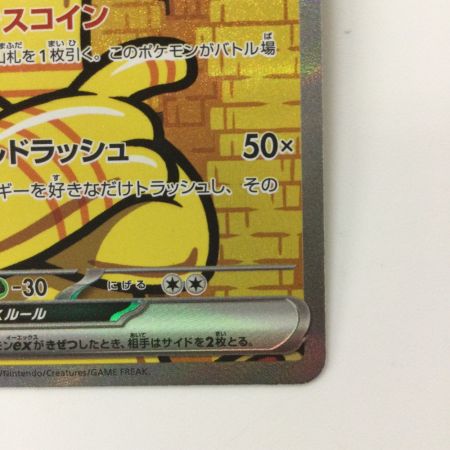 スコイン
山札を1枚引く。このポケモンがバトル場
ドラッシュ 50×
ギーを好きなだけトラッシュし、その
-30 にげる
ルール
モンexがきぜつしたとき、相手はサイドを2枚とる。
/Nintendo/Creatures/GAME FREAK.